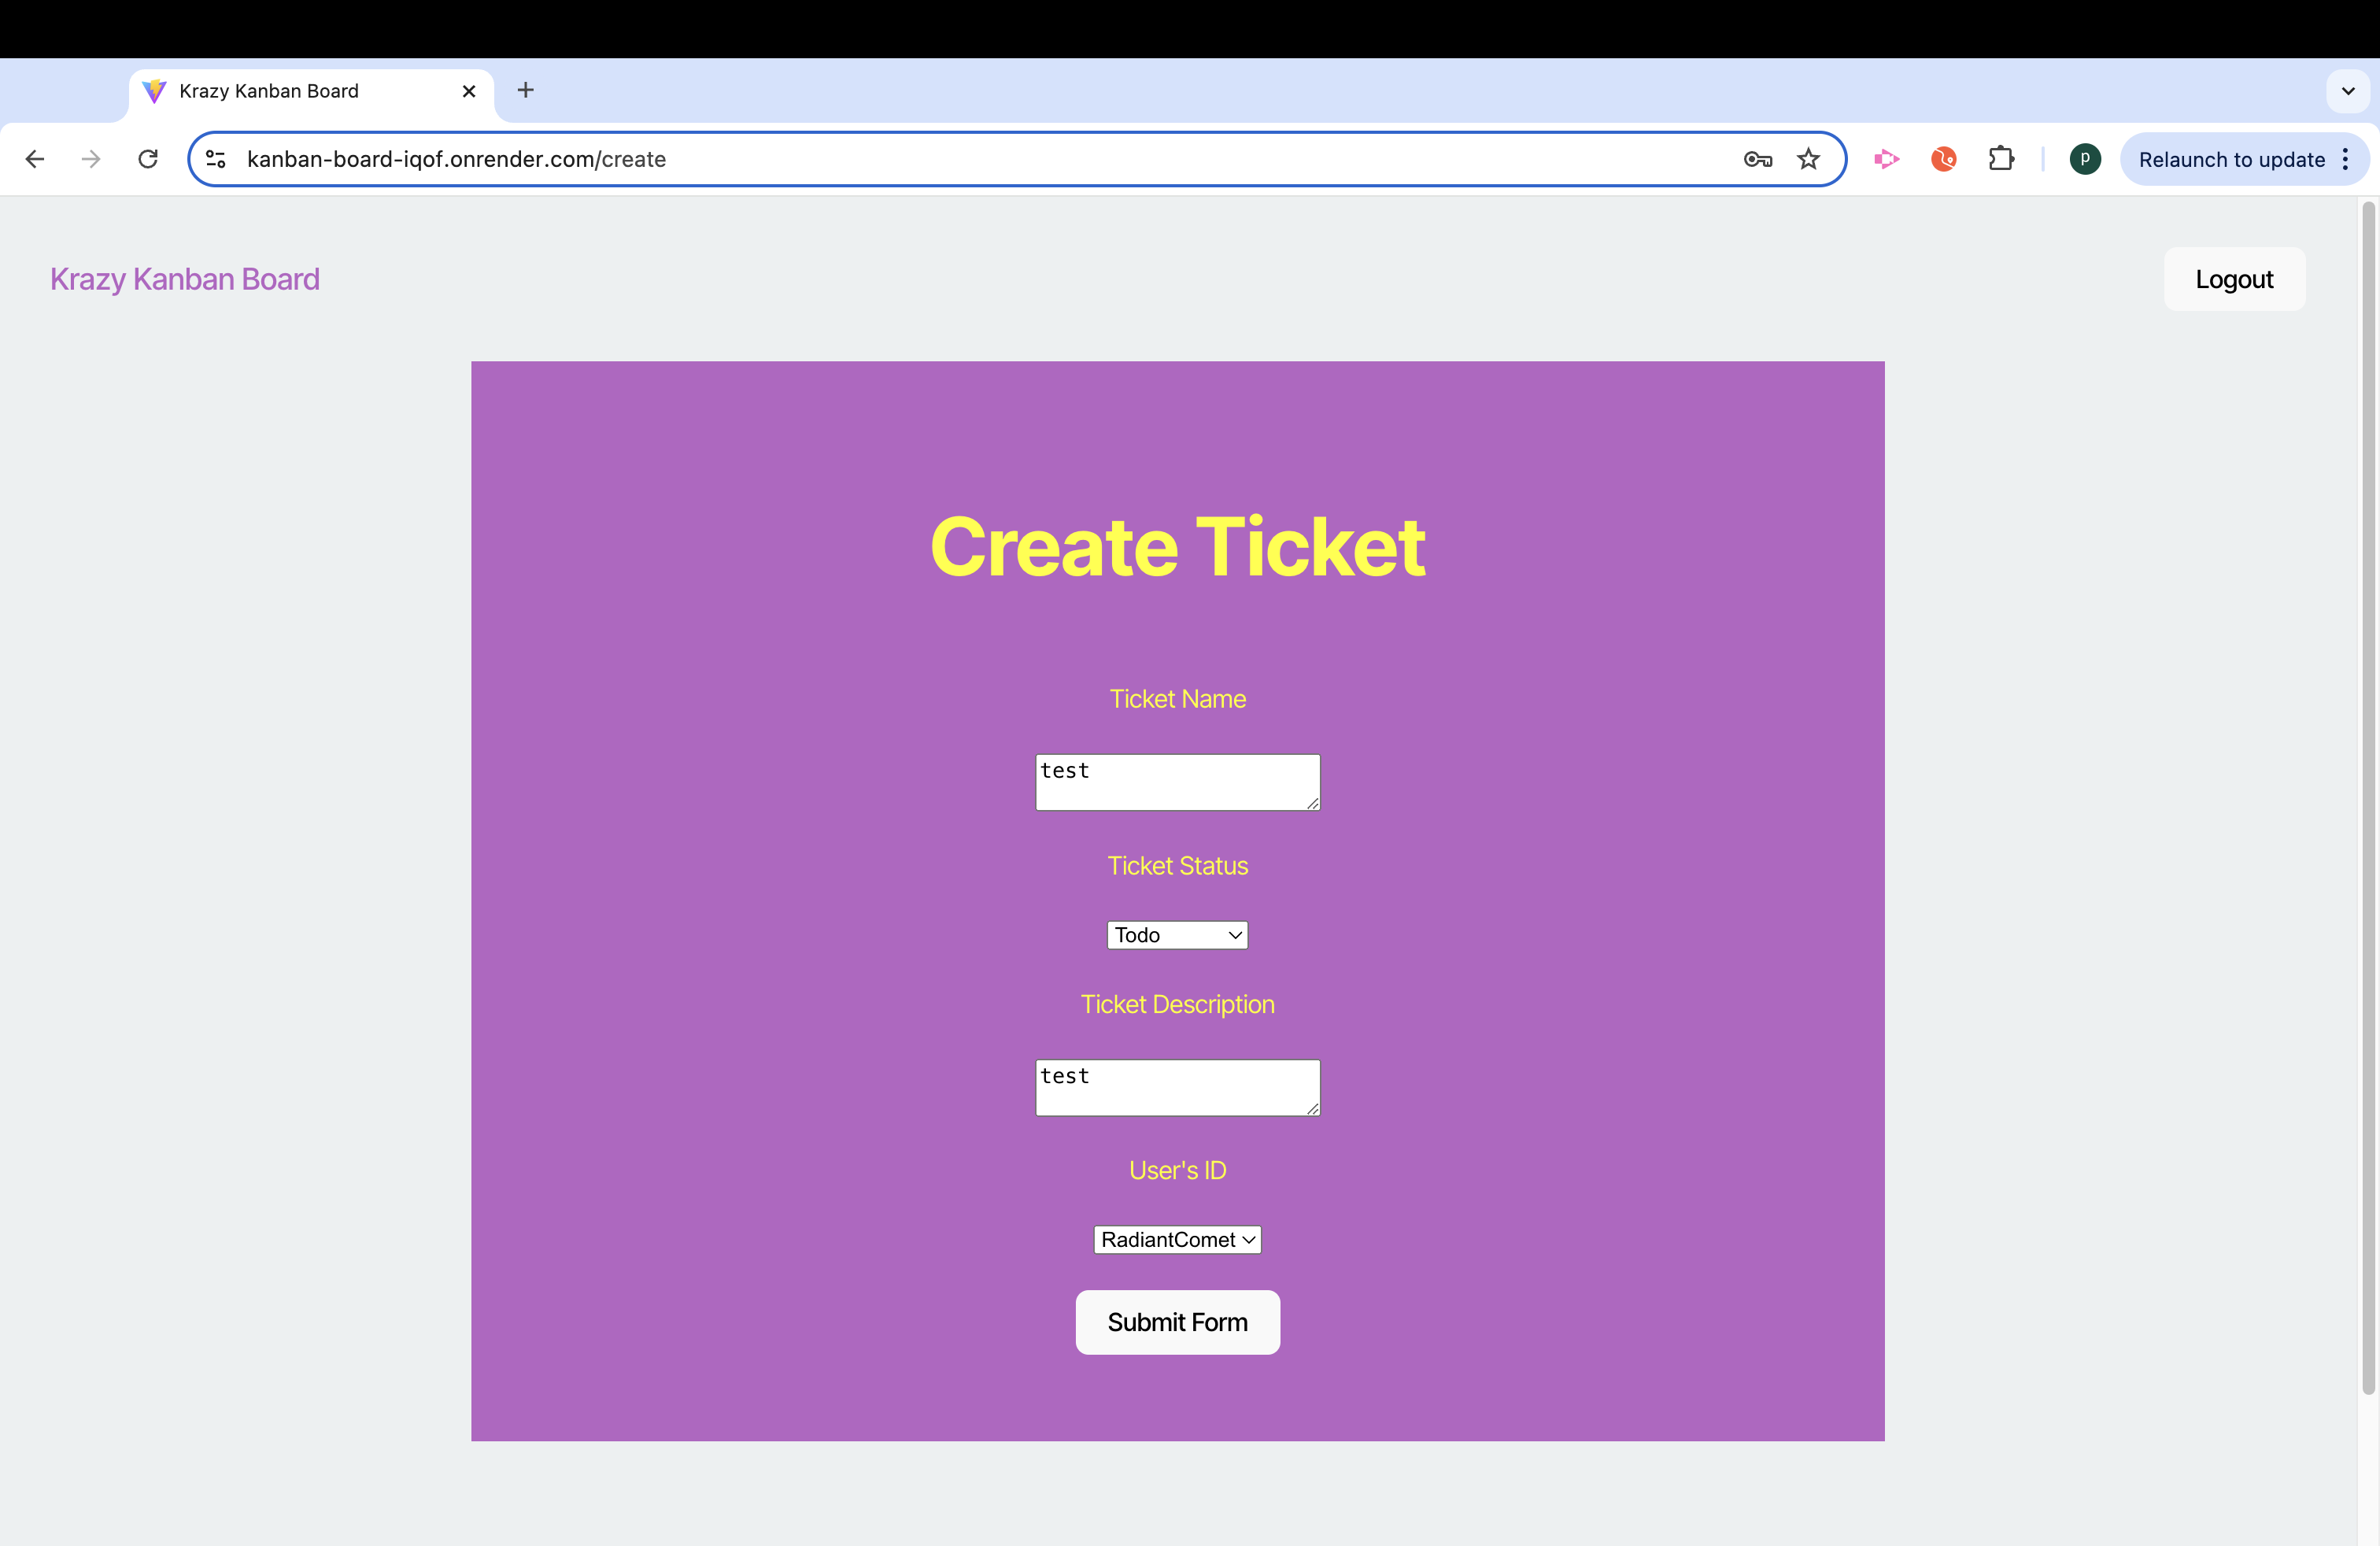 Krazy Kanban Board
kanban-board-iqof.onrender.com/create
p
Relaunch to update
Krazy Kanban Board
Logout
Create Ticket
Ticket Name
test
Ticket Status
Todo
Ticket Description
test
User's ID
RadiantComet
Submit Form